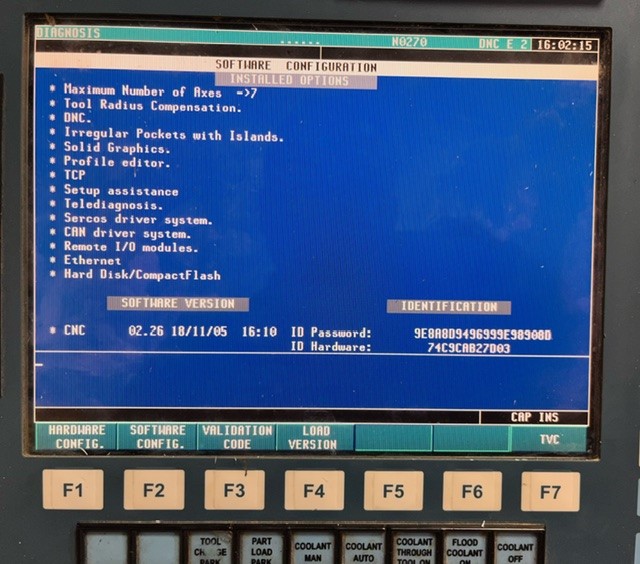 DIAGNOSIS ...... N0270 DNC E 2 16:02:15
SOFTWARE CONFIGURATION
INSTALLED OPTIONS
* Maximum Number of Axes =>7
* Tool Radius Compensation.
* DNC.
* Irregular Pockets with Islands.
* Solid Graphics.
* Profile editor.
* TCP
* Setup assistance
* Telediagnosis.
* Sercos driver system.
* CAN driver system.
* Remote I/O modules.
* Ethernet
* Hard Disk/CompactFlash
SOFTWARE VERSION IDENTIFICATION
* CNC 02.26 18/11/05 16:10 ID Password: 9E8A8D9496999E98908D
ID Hardware: 74C9CAB27D03
CAP INS
HARDWARE CONFIG. SOFTWARE CONFIG. VALIDATION CODE LOAD VERSION TVC
F1 F2 F3 F4 F5 F6 F7
TOOL CHANGE PARK PART LOAD PARK COOLANT MAN COOLANT AUTO COOLANT THROUGH TOOL ON FLOOD COOLANT ON COOLANT OFF